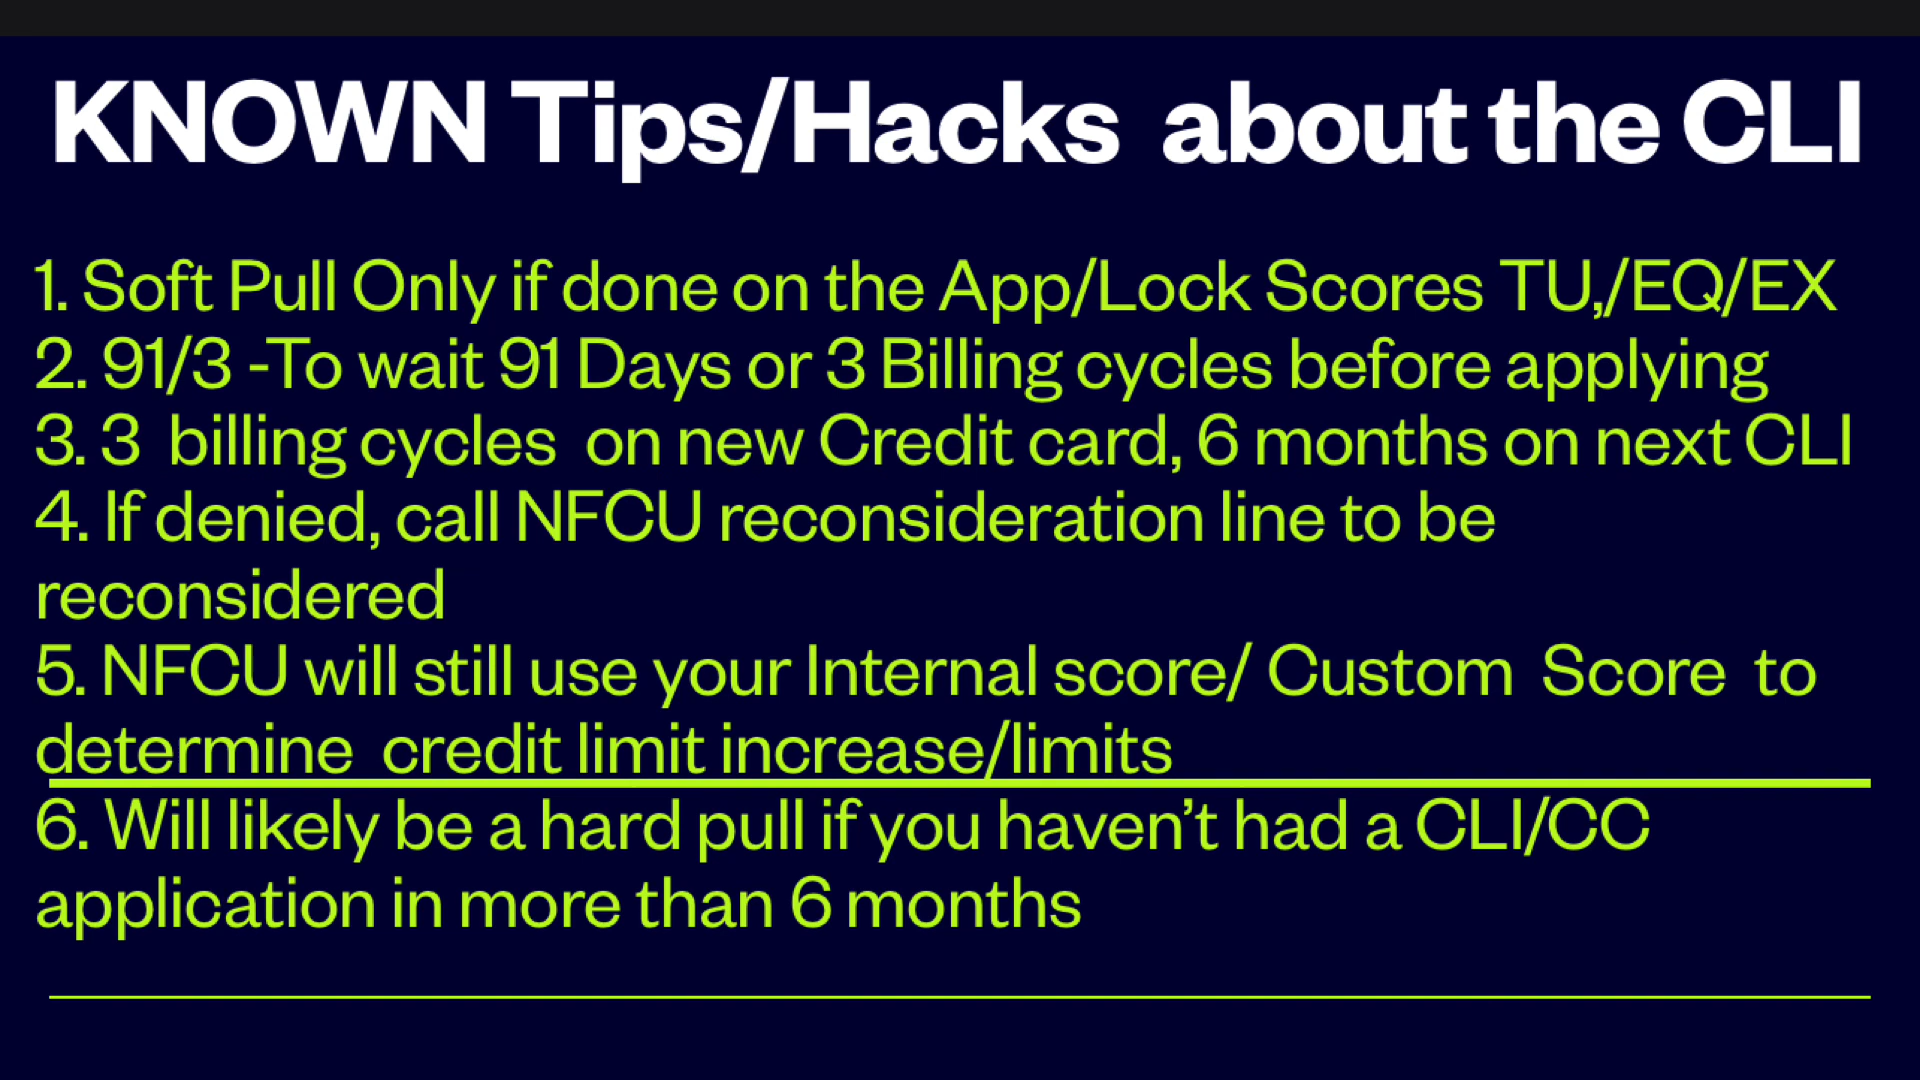 KNOWN Tips/Hacks about the CLI
1. Soft Pull Only if done on the App/Lock Scores TU,/EQ/EX
2. 91/3 -To wait 91 Days or 3 Billing cycles before applying
3. 3 billing cycles on new Credit card, 6 months on next CLI
4. If denied, call NFCU reconsideration line to be
reconsidered
5. NFCU will still use your Internal score/ Custom Score to
determine credit limit increase/limits
6. Will likely be a hard pull if you haven’t had a CLI/CC
application in more than 6 months